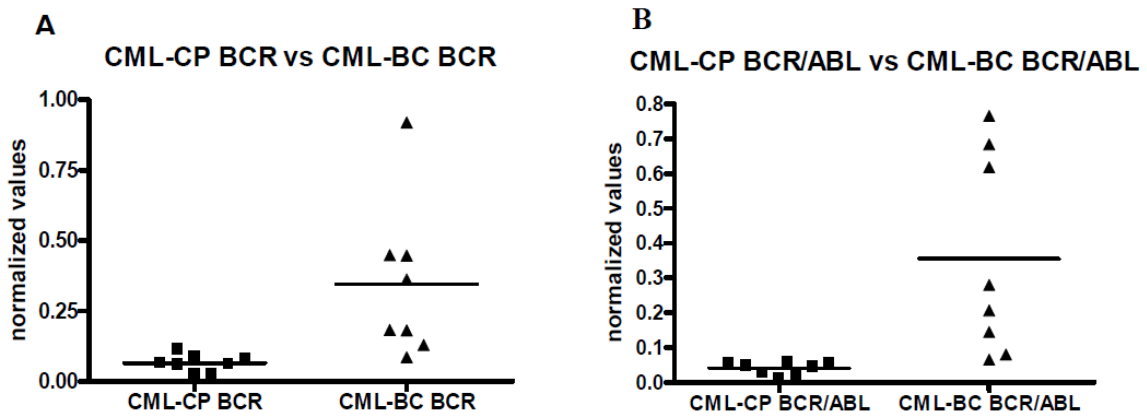 A
CML-CP BCR vs CML-BC BCR
normalized values
1.00
0.75
0.50
0.25
0.00
CML-CP BCR
CML-BC BCR
B
CML-CP BCR/ABL vs CML-BC BCR/ABL
normalized values
0.8
0.7
0.6
0.5
0.4
0.3
0.2
0.1
0.0
CML-CP BCR/ABL
CML-BC BCR/ABL